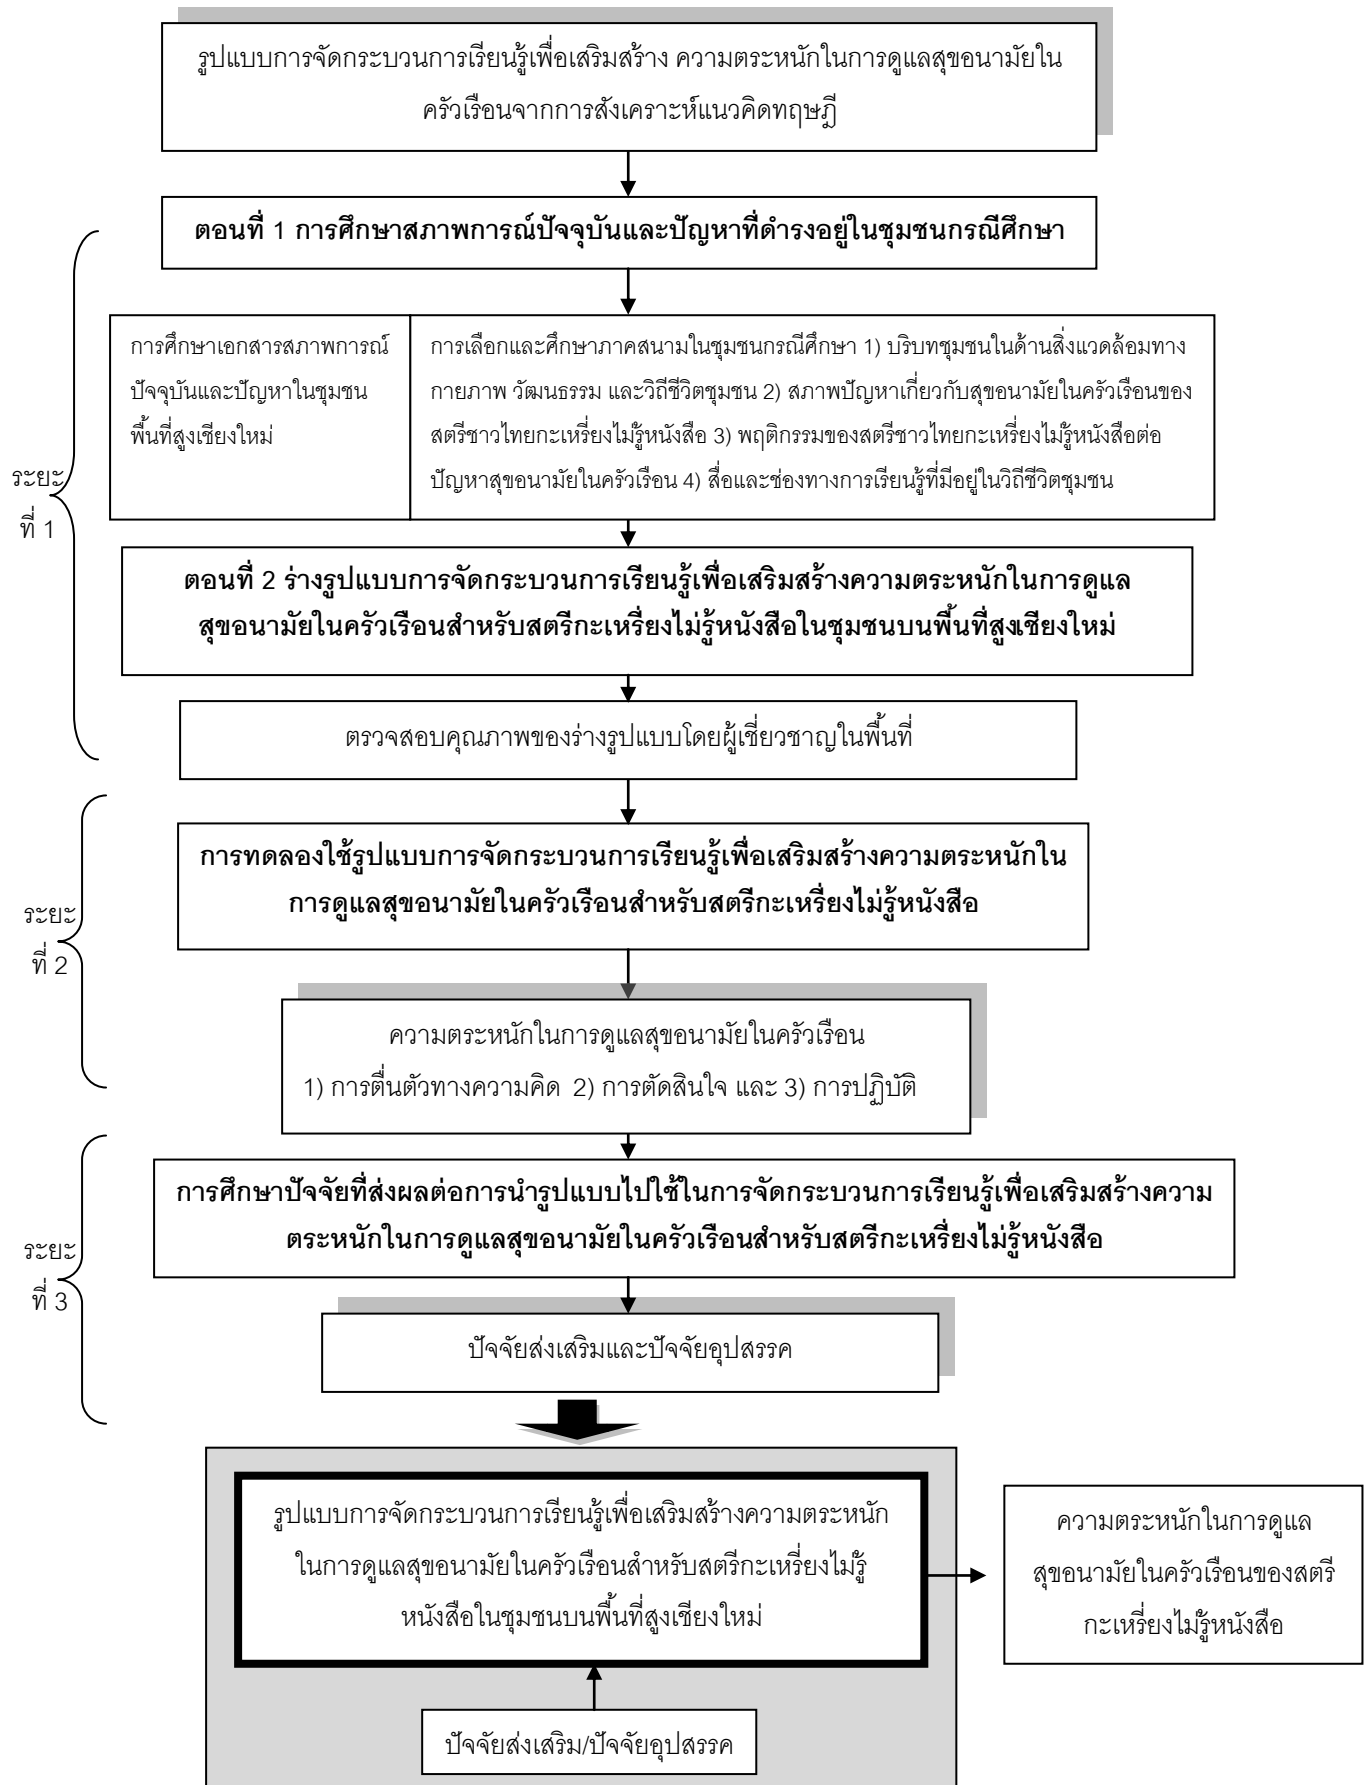 รูปแบบการจัดกระบวนการเรียนรู้เพื่อเสริมสร้าง ความตระหนักในการดูแลสุขอนามัยใน
ครัวเรือนจากการสังเคราะห์แนวคิดทฤษฎี
ตอนที่ 1 การศึกษาสภาพการณ์ปัจจุบันและปัญหาที่ดำรงอยู่ในชุมชนกรณีศึกษา
ระยะ
ที่ 1
การศึกษาเอกสารสภาพการณ์
ปัจจุบันและปัญหาในชุมชน
พื้นที่สูงเชียงใหม่
การเลือกและศึกษาภาคสนามในชุมชนกรณีศึกษา 1) บริบทชุมชนในด้านสิ่งแวดล้อมทาง
กายภาพ วัฒนธรรม และวิถีชีวิตชุมชน 2) สภาพปัญหาเกี่ยวกับสุขอนามัยในครัวเรือนของ
สตรีชาวไทยกะเหรี่ยงไม่รู้หนังสือ 3) พฤติกรรมของสตรีชาวไทยกะเหรี่ยงไม่รู้หนังสือต่อ
ปัญหาสุขอนามัยในครัวเรือน 4) สื่อและช่องทางการเรียนรู้ที่มีอยู่ในวิถีชีวิตชุมชน
ตอนที่ 2 ร่างรูปแบบการจัดกระบวนการเรียนรู้เพื่อเสริมสร้างความตระหนักในการดูแล
สุขอนามัยในครัวเรือนสำหรับสตรีกะเหรี่ยงไม่รู้หนังสือในชุมชนบนพื้นที่สูงเชียงใหม่
ตรวจสอบคุณภาพของร่างรูปแบบโดยผู้เชี่ยวชาญในพื้นที่
ระยะ
ที่ 2
การทดลองใช้รูปแบบการจัดกระบวนการเรียนรู้เพื่อเสริมสร้างความตระหนักใน
การดูแลสุขอนามัยในครัวเรือนสำหรับสตรีกะเหรี่ยงไม่รู้หนังสือ
ความตระหนักในการดูแลสุขอนามัยในครัวเรือน
1) การตื่นตัวทางความคิด 2) การตัดสินใจ และ 3) การปฏิบัติ
ระยะ
ที่ 3
การศึกษาปัจจัยที่ส่งผลต่อการนำรูปแบบไปใช้ในการจัดกระบวนการเรียนรู้เพื่อเสริมสร้างความ
ตระหนักในการดูแลสุขอนามัยในครัวเรือนสำหรับสตรีกะเหรี่ยงไม่รู้หนังสือ
ปัจจัยส่งเสริมและปัจจัยอุปสรรค
รูปแบบการจัดกระบวนการเรียนรู้เพื่อเสริมสร้างความตระหนัก
ในการดูแลสุขอนามัยในครัวเรือนสำหรับสตรีกะเหรี่ยงไม่รู้
หนังสือในชุมชนบนพื้นที่สูงเชียงใหม่
ความตระหนักในการดูแล
สุขอนามัยในครัวเรือนของสตรี
กะเหรี่ยงไม่รู้หนังสือ
ปัจจัยส่งเสริม/ปัจจัยอุปสรรค